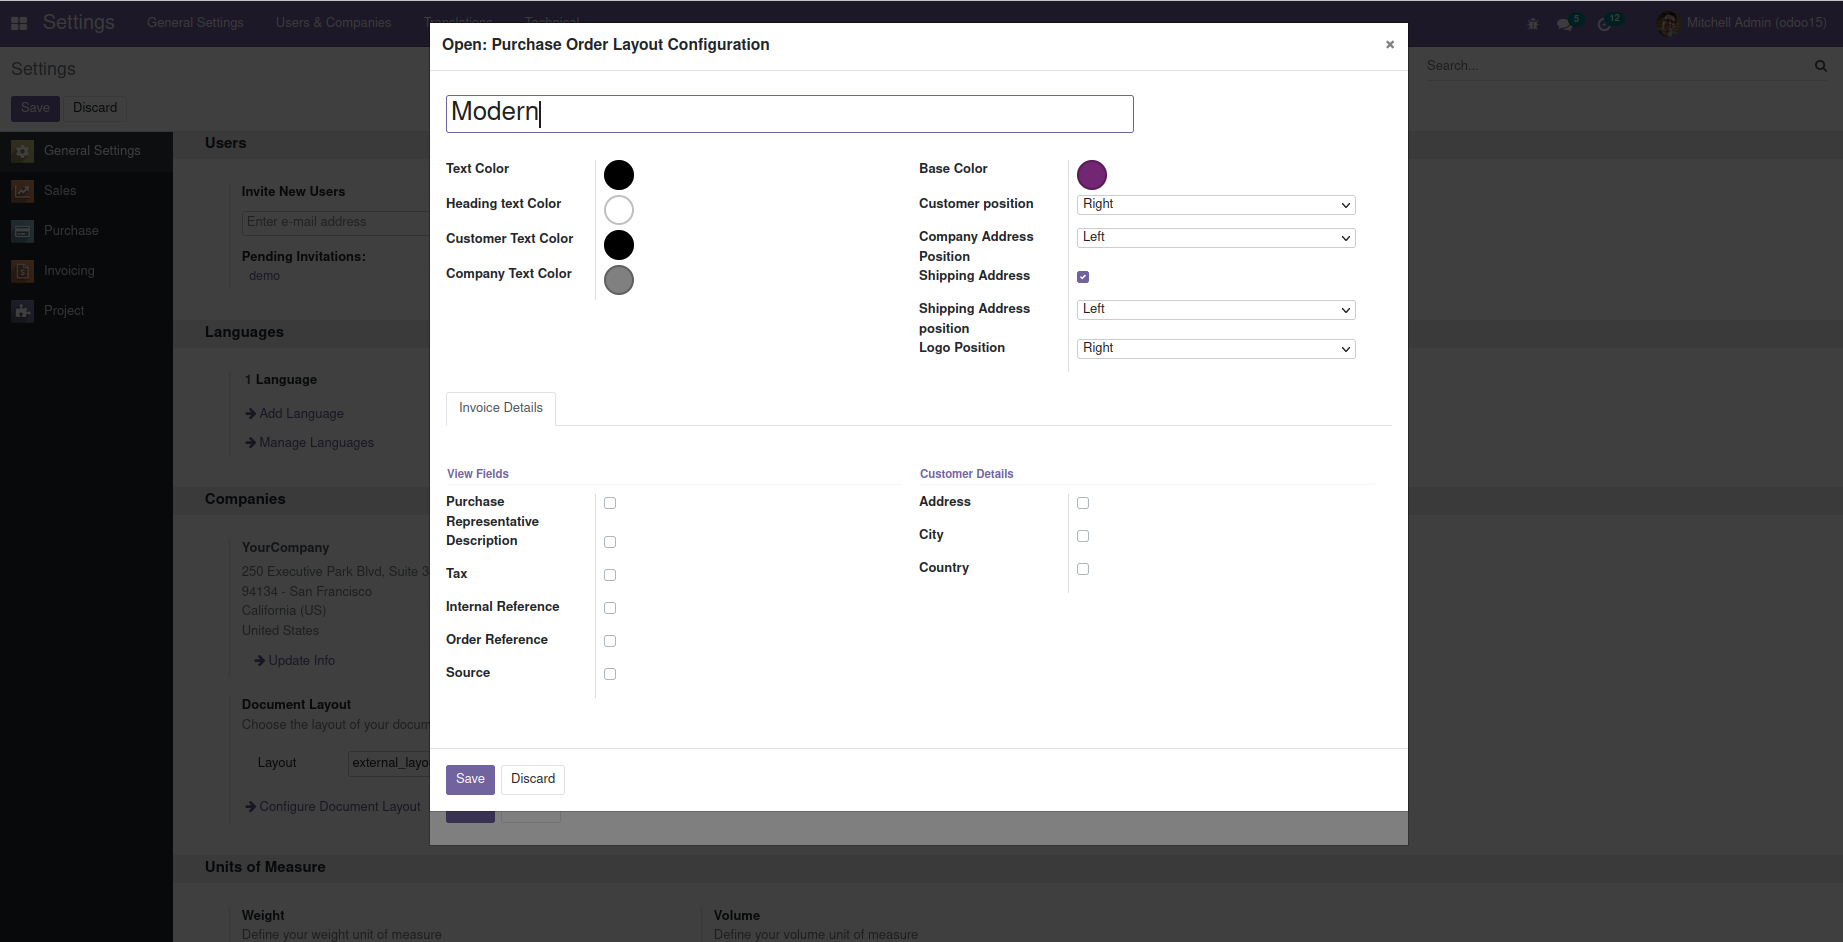 Settings
General Settings
Users & Companies
Translations
Technical
5
12
Mitchell Admin (odoo15)
Settings
Search...
Save
Discard
General Settings
Sales
Purchase
Invoicing
Project
Users
Invite New Users
Enter e-mail address
Pending Invitations:
demo
Languages
1 Language
Add Language
Manage Languages
Companies
YourCompany
250 Executive Park Blvd, Suite 3
94134 - San Francisco
California (US)
United States
Update Info
Document Layout
Choose the layout of your docum
Layout
external_layo
Configure Document Layout
Units of Measure
Weight
Define your weight unit of measure
Volume
Define your volume unit of measure
Open: Purchase Order Layout Configuration
×
Modern
Text Color
Heading text Color
Customer Text Color
Company Text Color
Base Color
Customer position
Right
Company Address
Position
Left
Shipping Address
Shipping Address
position
Left
Logo Position
Right
Invoice Details
View Fields
Purchase
Representative
Description
Tax
Internal Reference
Order Reference
Source
Customer Details
Address
City
Country
Save
Discard